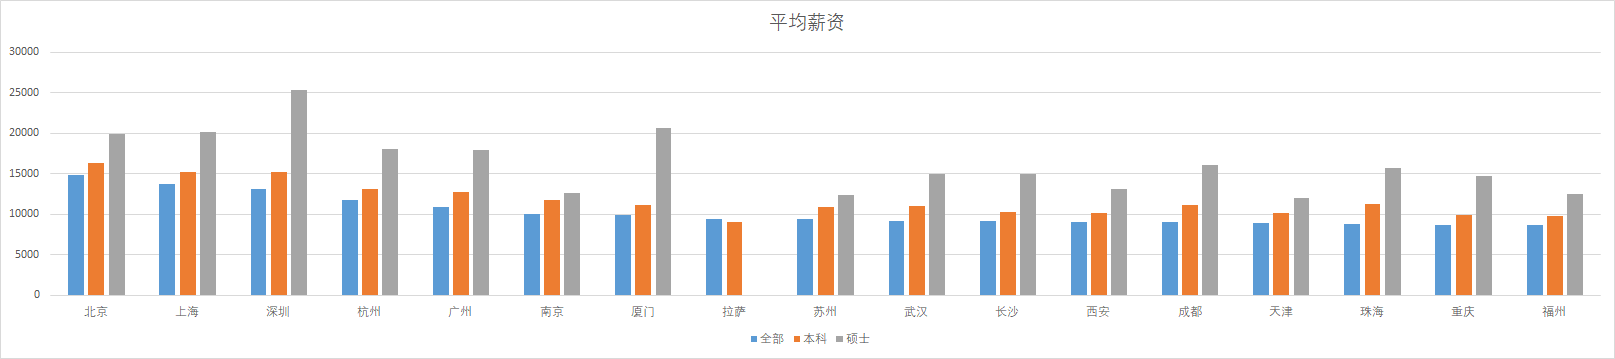 平均薪资
30000
25000
20000
15000
10000
5000
0
北京 上海 深圳 杭州 广州 南京 厦门 拉萨 苏州 武汉 长沙 西安 成都 天津 珠海 重庆 福州
全部 本科 硕士